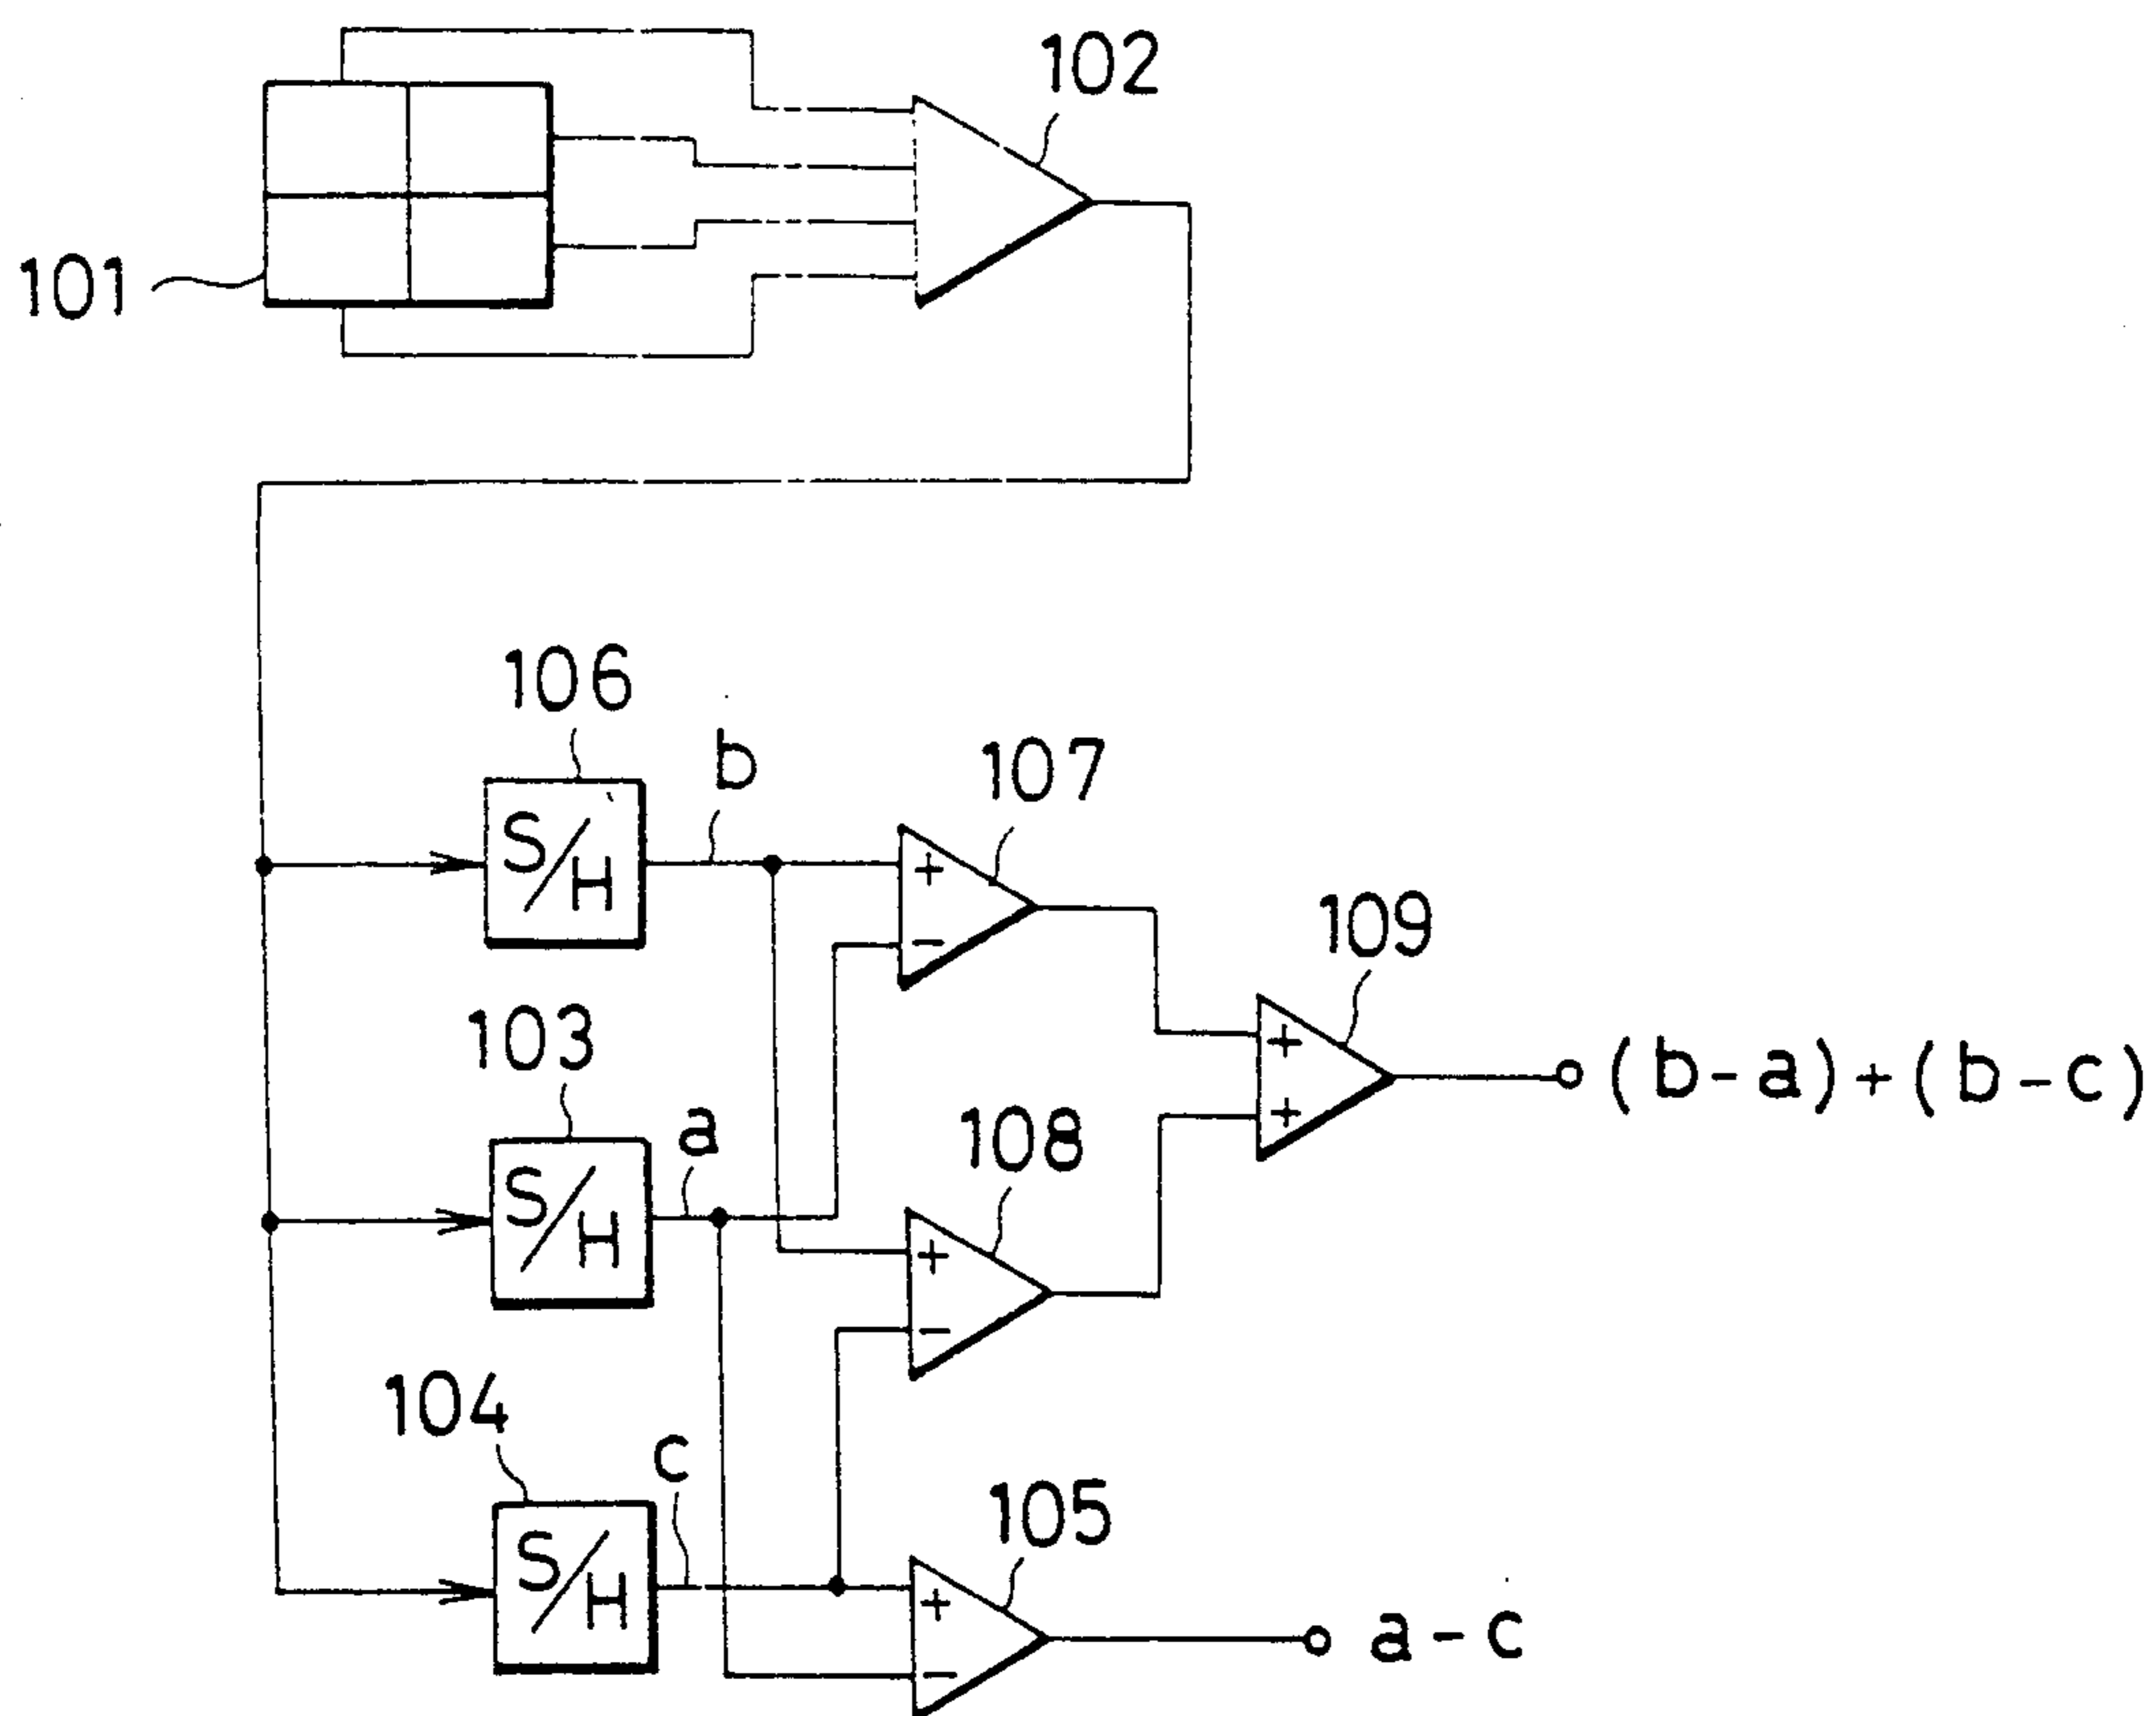 102
101
106
b
107
S/H
+
−
109
103
a
+
(b-a)+(b-c)
+
108
S/H
+
−
104
c
105
S/H
+
−
a-c